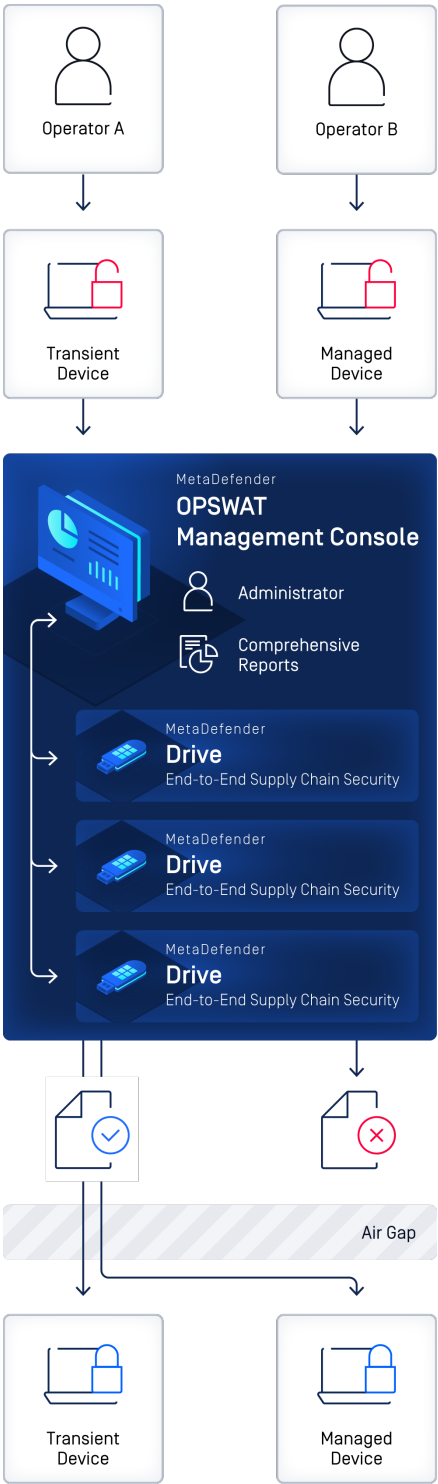 Operator A
Operator B
Transient
Device
Managed
Device
MetaDefender
OPSWAT
Management Console
Administrator
Comprehensive
Reports
MetaDefender
Drive
End-to-End Supply Chain Security
MetaDefender
Drive
End-to-End Supply Chain Security
MetaDefender
Drive
End-to-End Supply Chain Security
Air Gap
Transient
Device
Managed
Device